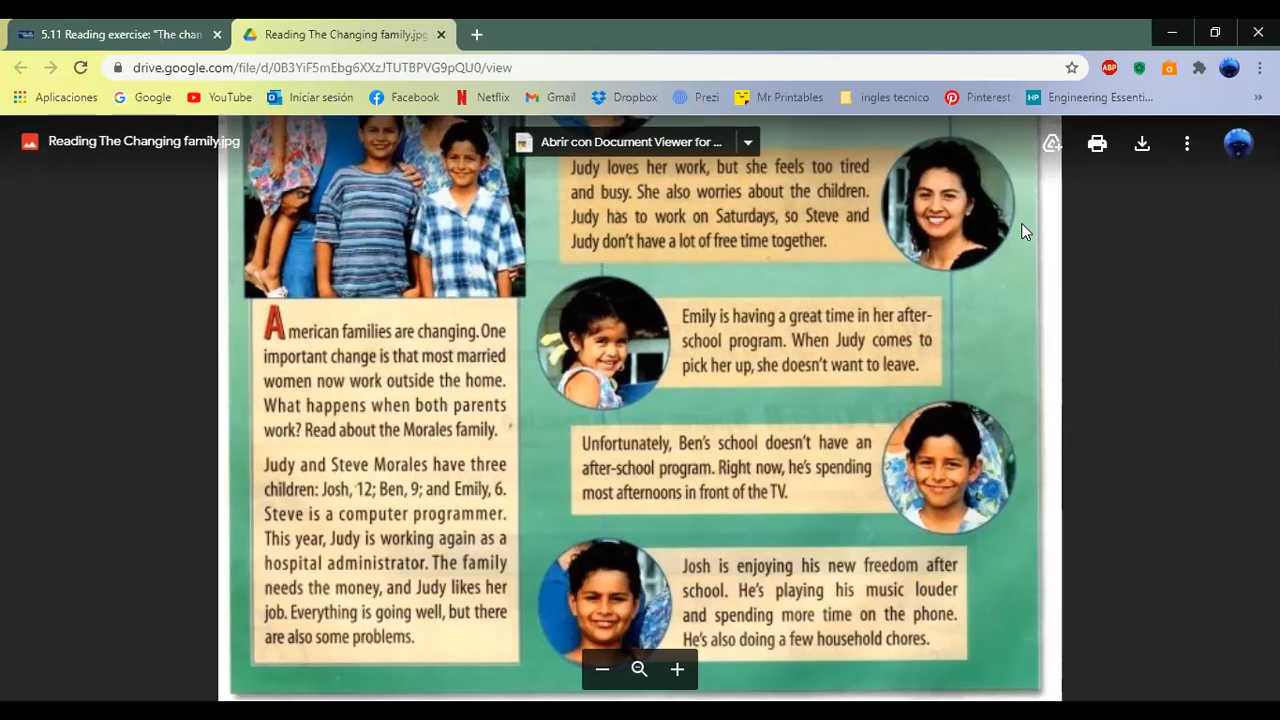 5.11 Reading exercise: "The chan
Reading The Changing family.jpg
drive.google.com/file/d/0B3YiF5mEbg6XXzJTUTBPVG9pQU0/view
ABP
Aplicaciones
Google
YouTube
Iniciar sesión
Facebook
Netflix
Gmail
Dropbox
Prezi
Mr Printables
ingles tecnico
Pinterest
HP
Engineering Essenti...
Reading The Changing family.jpg
Abrir con Document Viewer for ...
American families are changing. One
important change is that most married
women now work outside the home.
What happens when both parents
work? Read about the Morales family.
Judy and Steve Morales have three
children: Josh, 12; Ben, 9; and Emily, 6.
Steve is a computer programmer.
This year, Judy is working again as a
hospital administrator. The family
needs the money, and Judy likes her
job. Everything is going well, but there
are also some problems.
Judy loves her work, but she feels too tired
and busy. She also worries about the children.
Judy has to work on Saturdays, so Steve and
Judy don't have a lot of free time together.
Emily is having a great time in her after-
school program. When Judy comes to
pick her up, she doesn't want to leave.
Unfortunately, Ben's school doesn't have an
after-school program. Right now, he's spending
most afternoons in front of the TV.
Josh is enjoying his new freedom after
school. He's playing his music louder
and spending more time on the phone.
He's also doing a few household chores.